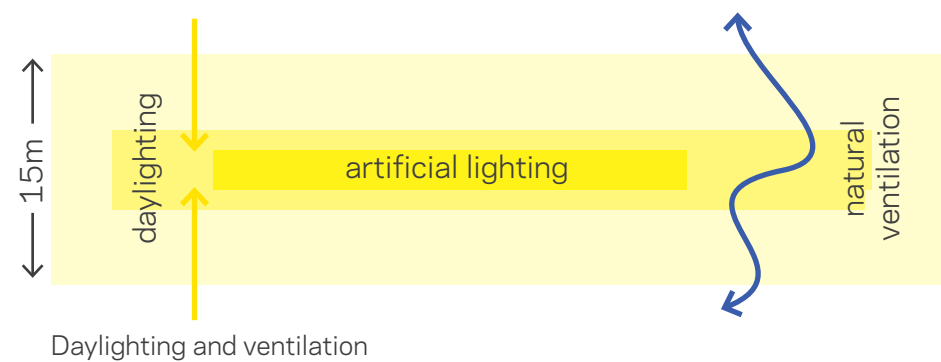 15m
daylighting
artificial lighting
natural
ventilation
Daylighting and ventilation